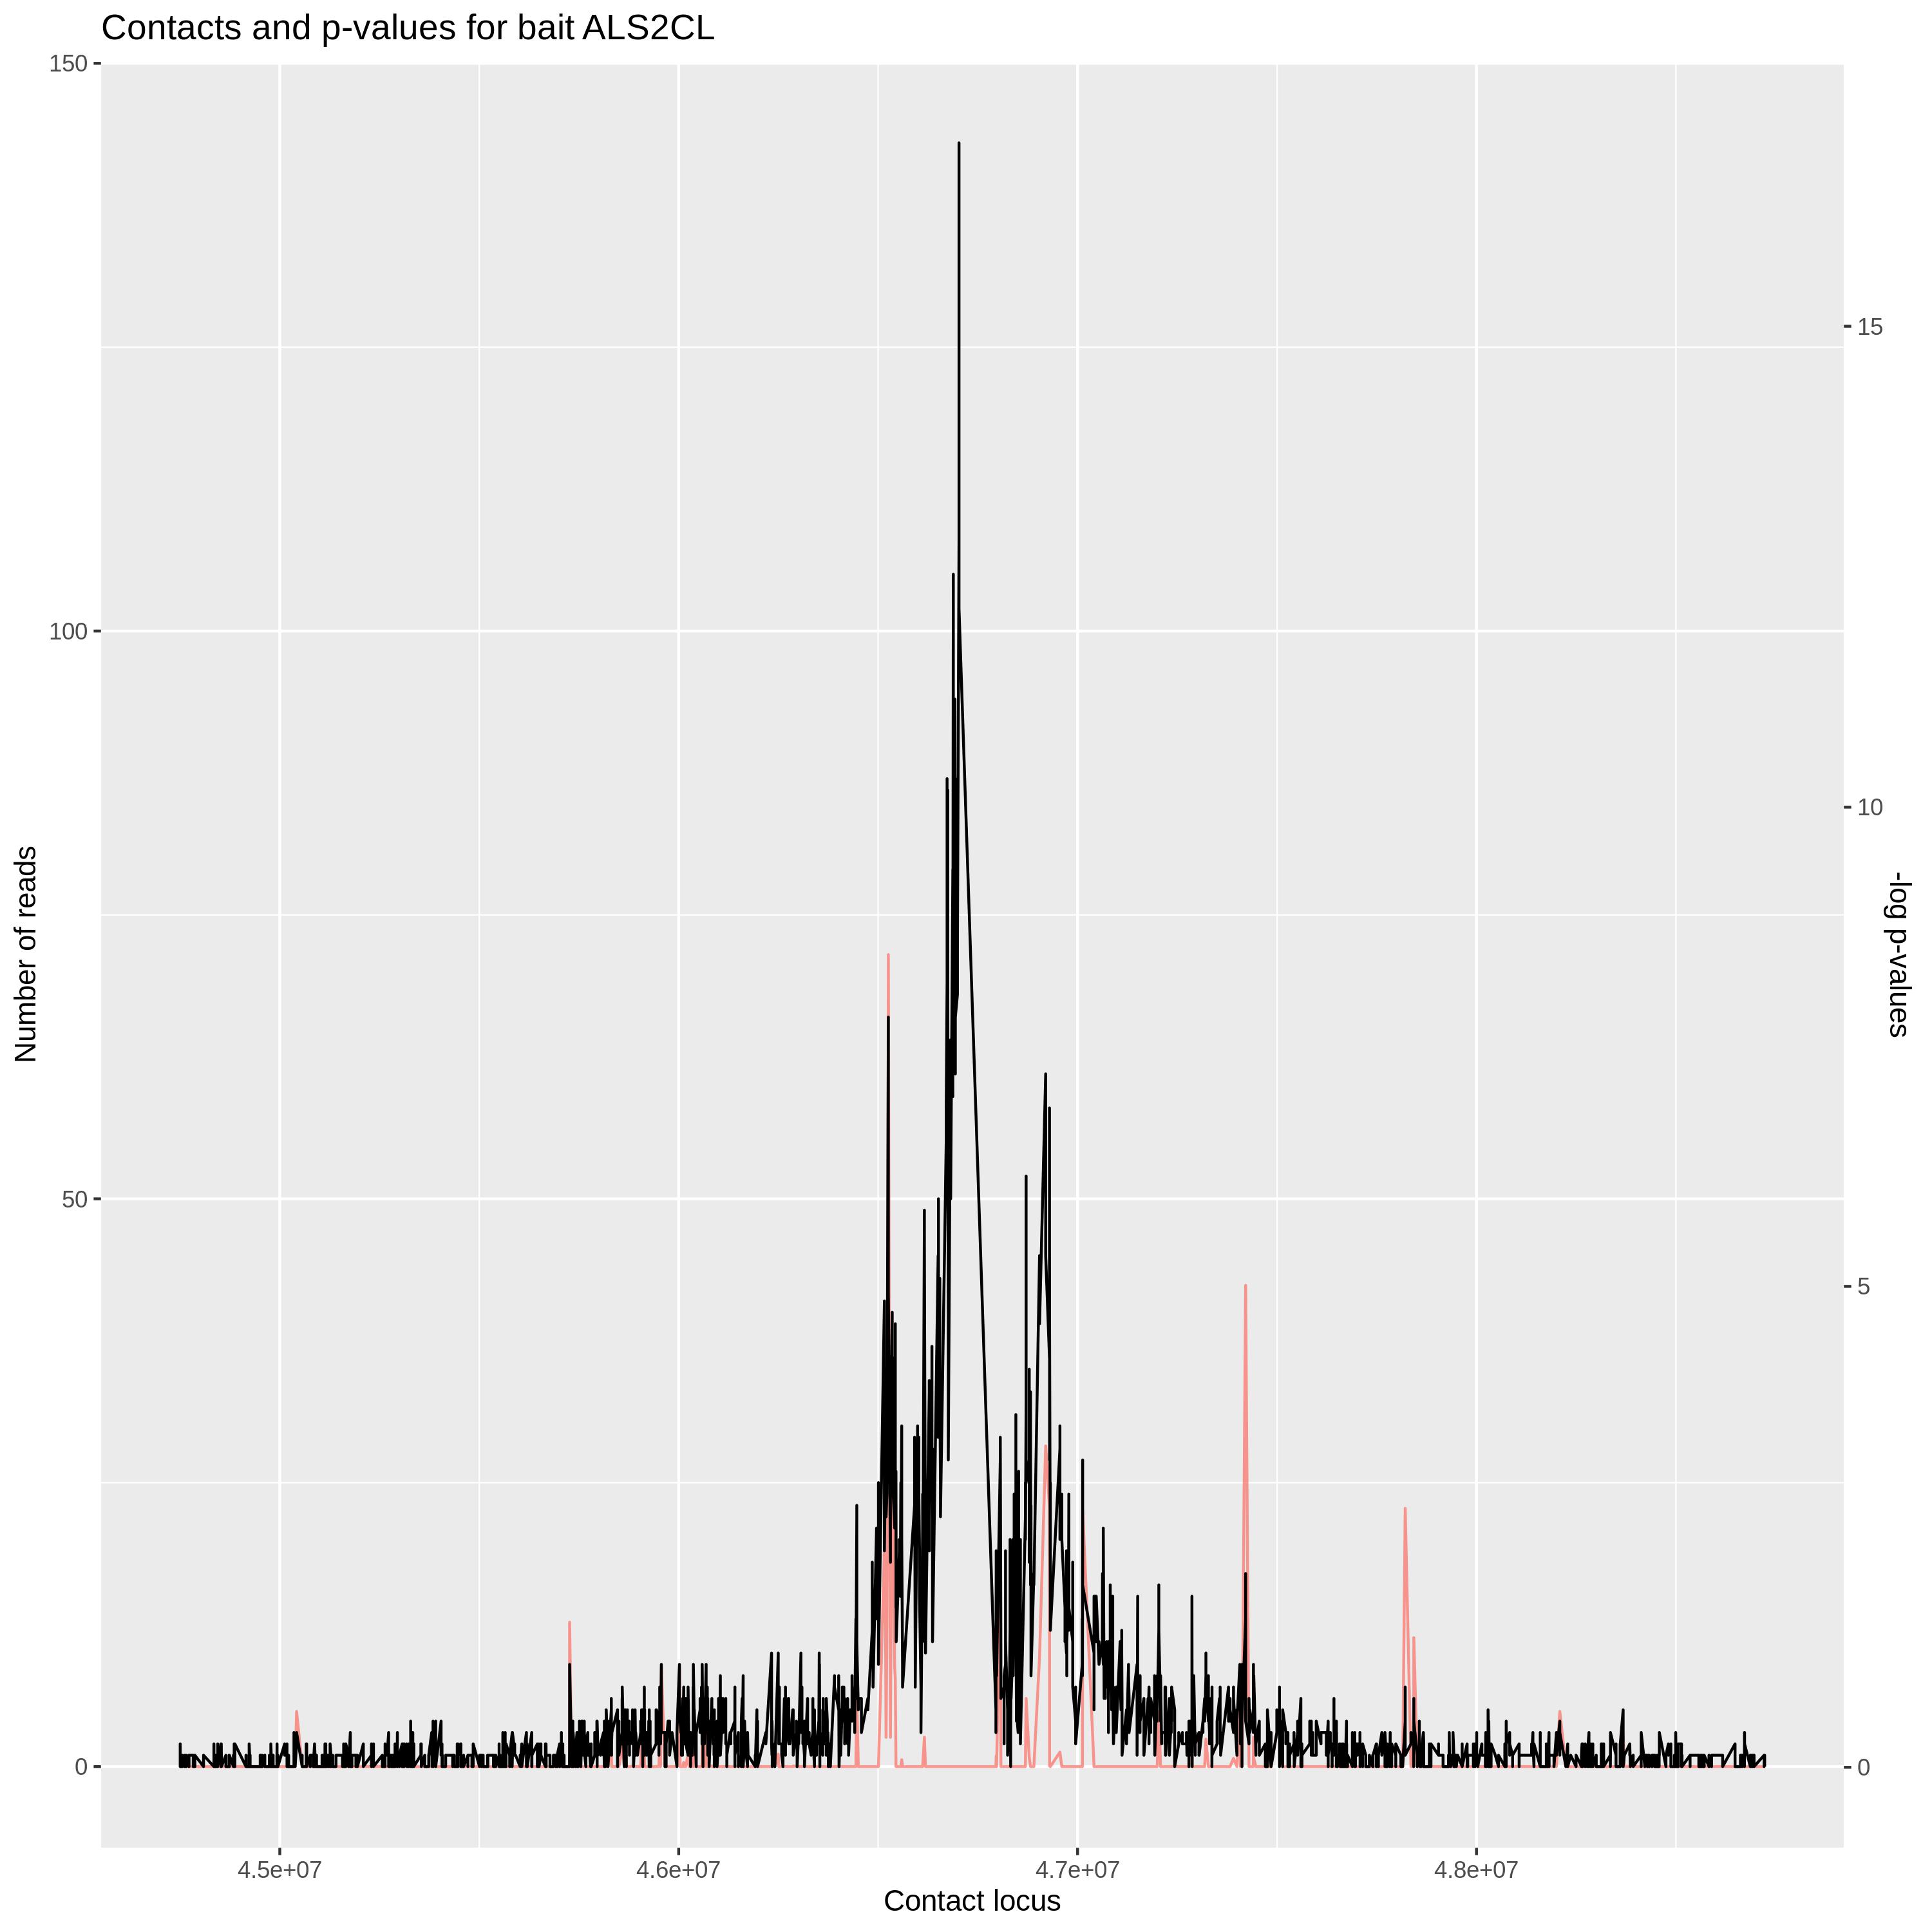 Contacts and p-values for bait ALS2CL
150
100
50
0
Number of reads
15
10
5
0
-log p-values
4.5e+07 4.6e+07 4.7e+07 4.8e+07
Contact locus